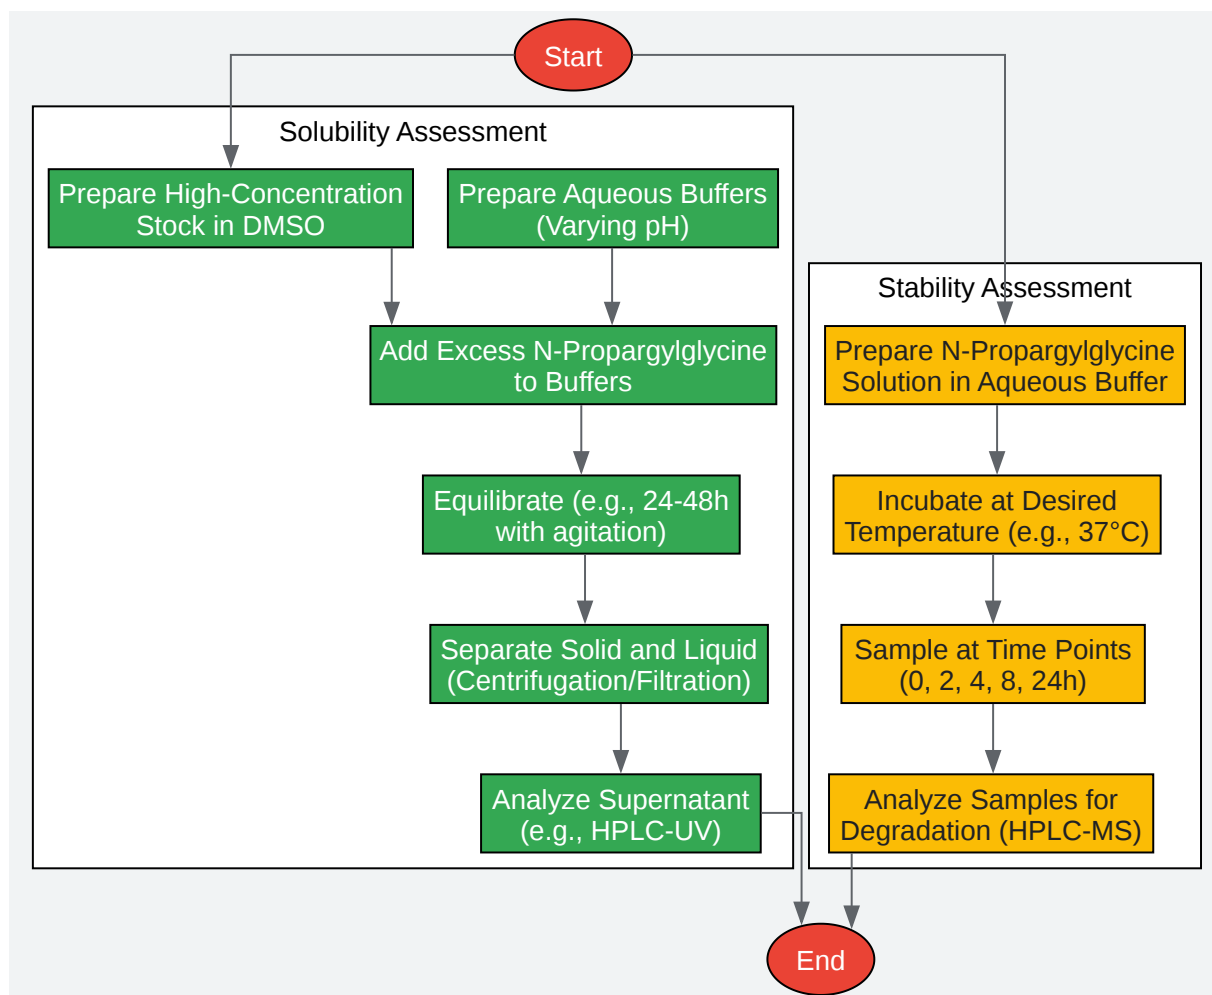 Start
Solubility Assessment
Prepare High-Concentration
Stock in DMSO
Prepare Aqueous Buffers
(Varying pH)
Add Excess N-Propargylglycine
to Buffers
Equilibrate (e.g., 24-48h
with agitation)
Separate Solid and Liquid
(Centrifugation/Filtration)
Analyze Supernatant
(e.g., HPLC-UV)
Stability Assessment
Prepare N-Propargylglycine
Solution in Aqueous Buffer
Incubate at Desired
Temperature (e.g., 37°C)
Sample at Time Points
(0, 2, 4, 8, 24h)
Analyze Samples for
Degradation (HPLC-MS)
End